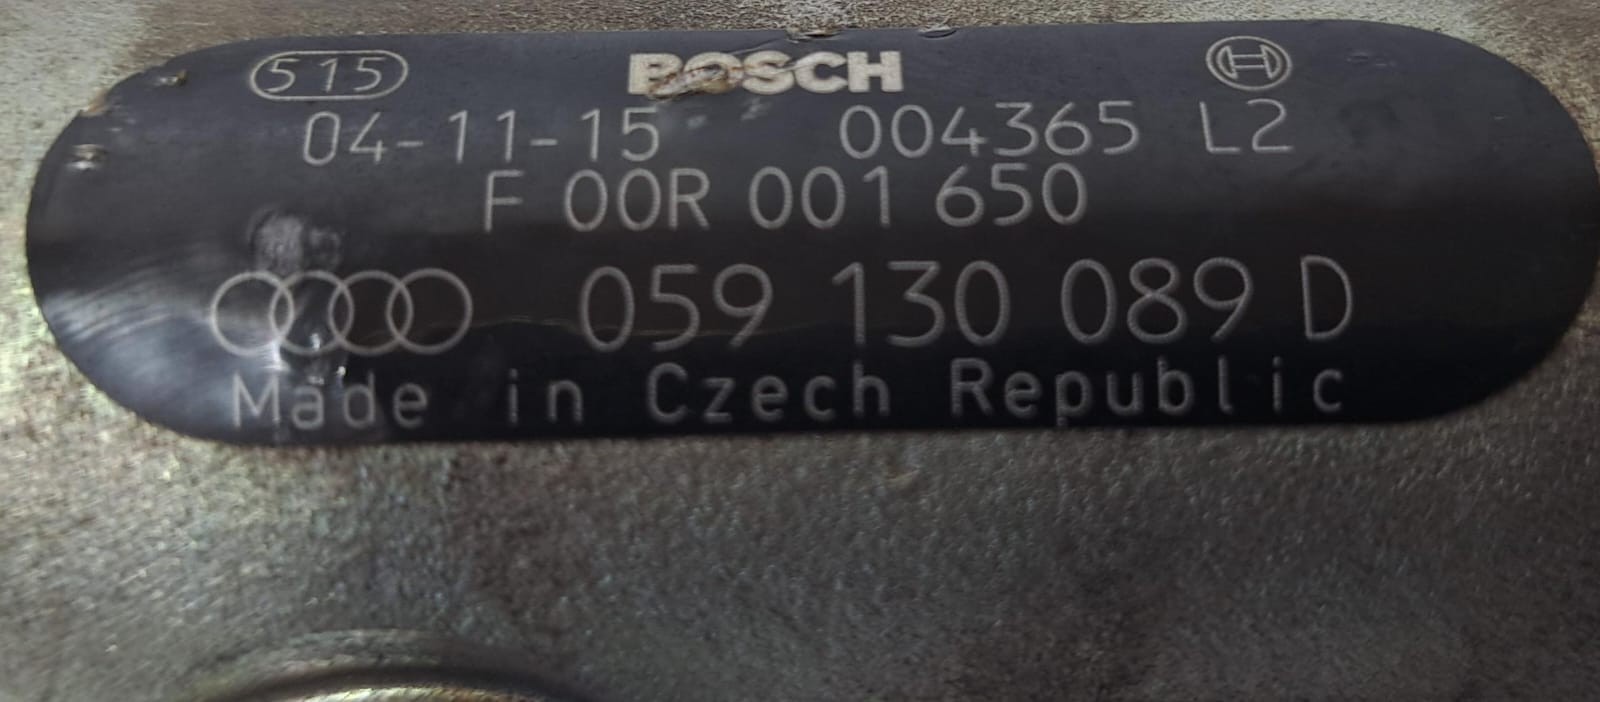 515 BOSCH
04-11-15 004365 L2
F 00R 001 650
059 130 089 D
Made in Czech Republic